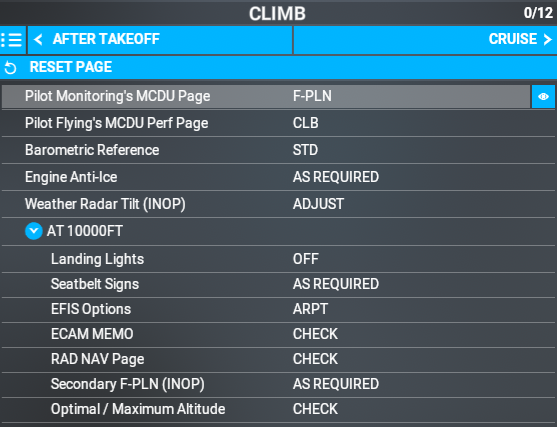 CLIMB 0/12
AFTER TAKEOFF CRUISE
RESET PAGE
Pilot Monitoring's MCDU Page F-PLN
Pilot Flying's MCDU Perf Page CLB
Barometric Reference STD
Engine Anti-Ice AS REQUIRED
Weather Radar Tilt (INOP) ADJUST
AT 10000FT
Landing Lights OFF
Seatbelt Signs AS REQUIRED
EFIS Options ARPT
ECAM MEMO CHECK
RAD NAV Page CHECK
Secondary F-PLN (INOP) AS REQUIRED
Optimal / Maximum Altitude CHECK